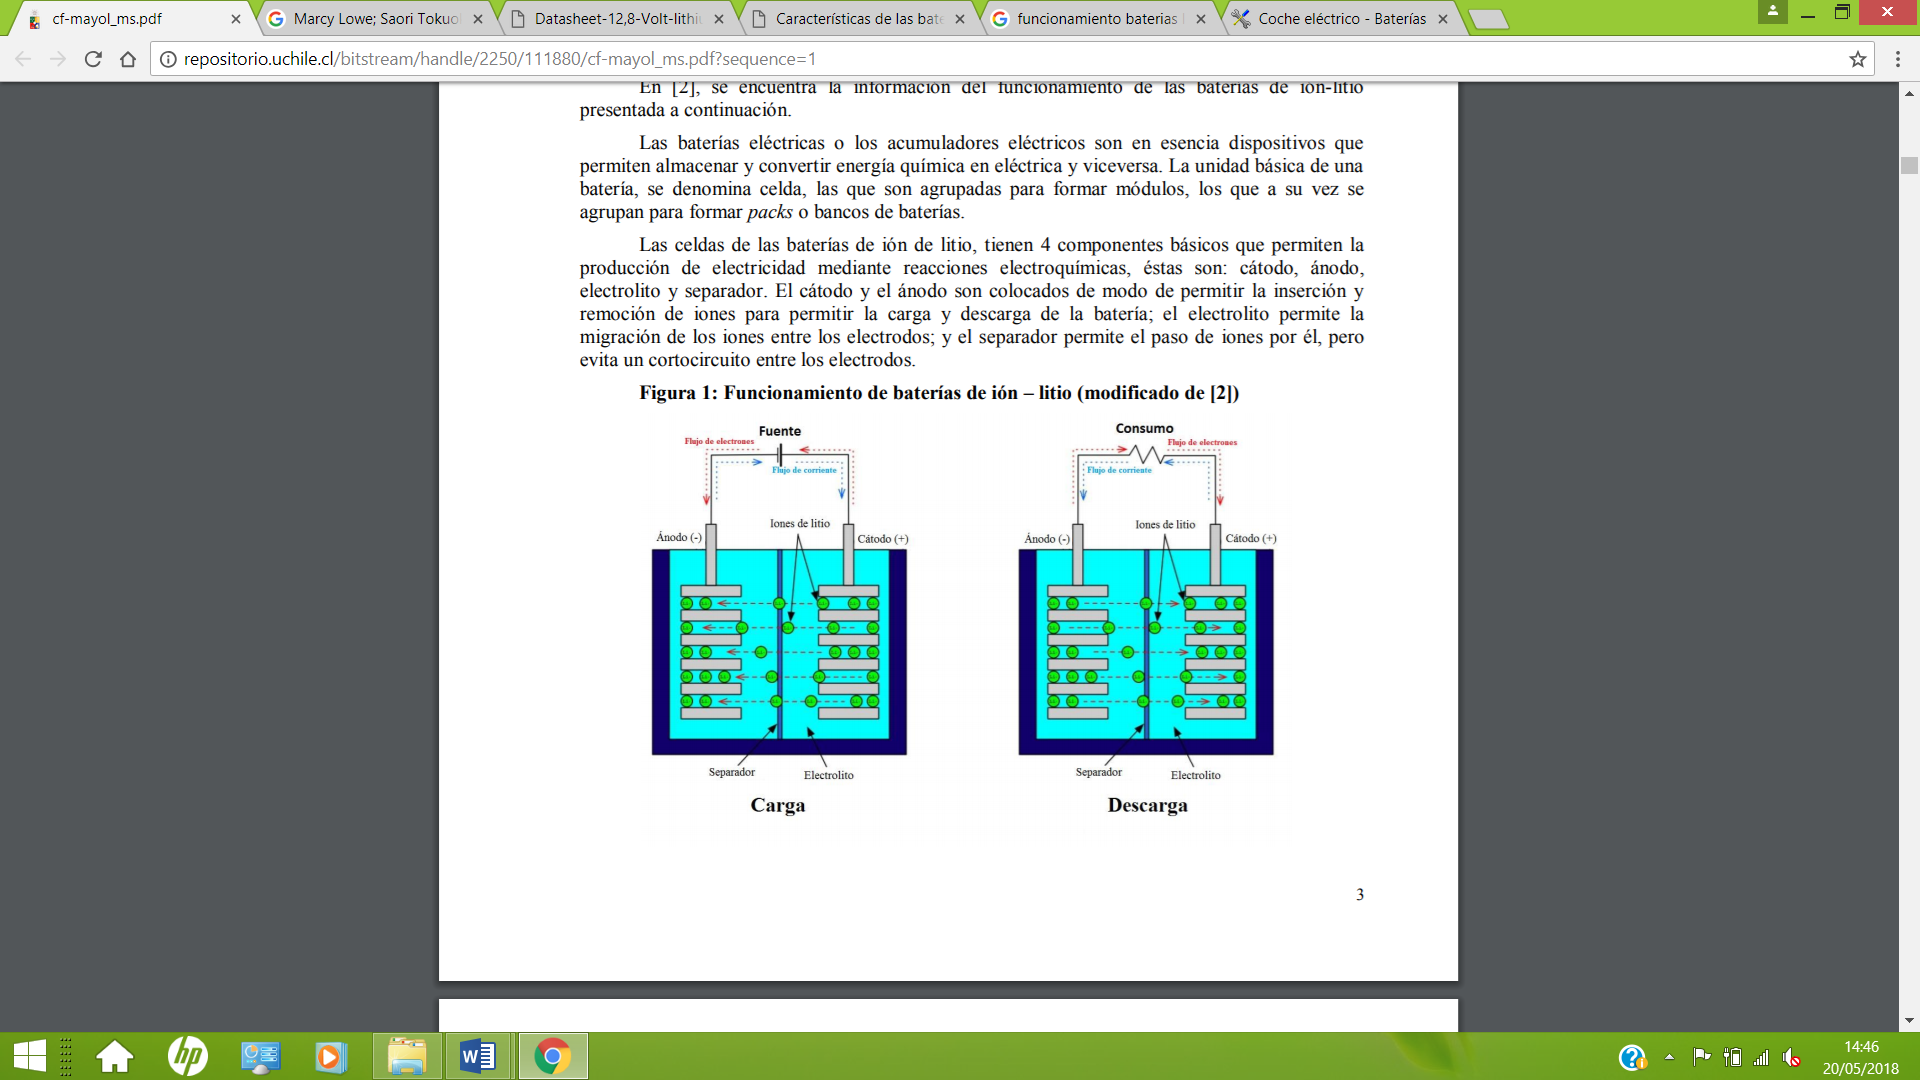 cf-mayol_ms.pdf
Marcy Lowe; Saori Tokuo
Datasheet-12,8-Volt-lithiu
Características de las bate
funcionamiento baterias
Coche eléctrico - Baterías
repositorio.uchile.cl/bitstream/handle/2250/111880/cf-mayol_ms.pdf?sequence=1
En [2], se encuentra la información del funcionamiento de las baterías de ión-litio
presentada a continuación.
Las baterías eléctricas o los acumuladores eléctricos son en esencia dispositivos que
permiten almacenar y convertir energía química en eléctrica y viceversa. La unidad básica de una
batería, se denomina celda, las que son agrupadas para formar módulos, los que a su vez se
agrupan para formar packs o bancos de baterías.
Las celdas de las baterías de ión de litio, tienen 4 componentes básicos que permiten la
producción de electricidad mediante reacciones electroquímicas, éstas son: cátodo, ánodo,
electrolito y separador. El cátodo y el ánodo son colocados de modo de permitir la inserción y
remoción de iones para permitir la carga y descarga de la batería; el electrolito permite la
migración de los iones entre los electrodos; y el separador permite el paso de iones por él, pero
evita un cortocircuito entre los electrodos.
Figura 1: Funcionamiento de baterías de ión – litio (modificado de [2])
Fuente
Flujo de electrones
Flujo de corriente
Iones de litio
Ánodo (-)
Cátodo (+)
Separador
Electrolito
Carga
Consumo
Flujo de electrones
Flujo de corriente
Iones de litio
Ánodo (-)
Cátodo (+)
Separador
Electrolito
Descarga
3
hp
14:46
20/05/2018